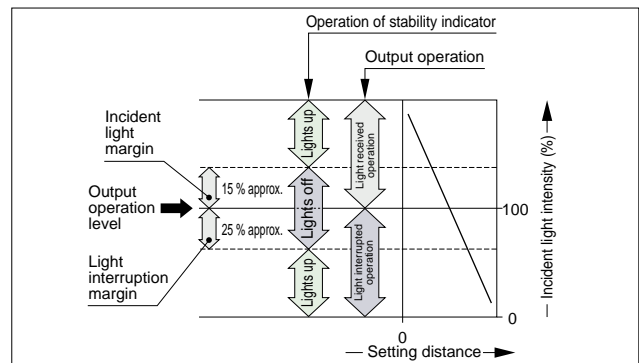 Operation of stability indicator
Output operation
Incident
light
margin
15 % approx.
Output
operation
level
25 % approx.
Light
interruption
margin
Lights up
Lights off
Lights up
Light received
operation
Light interrupted
operation
100
0
Incident light intensity (%)
0
Setting distance